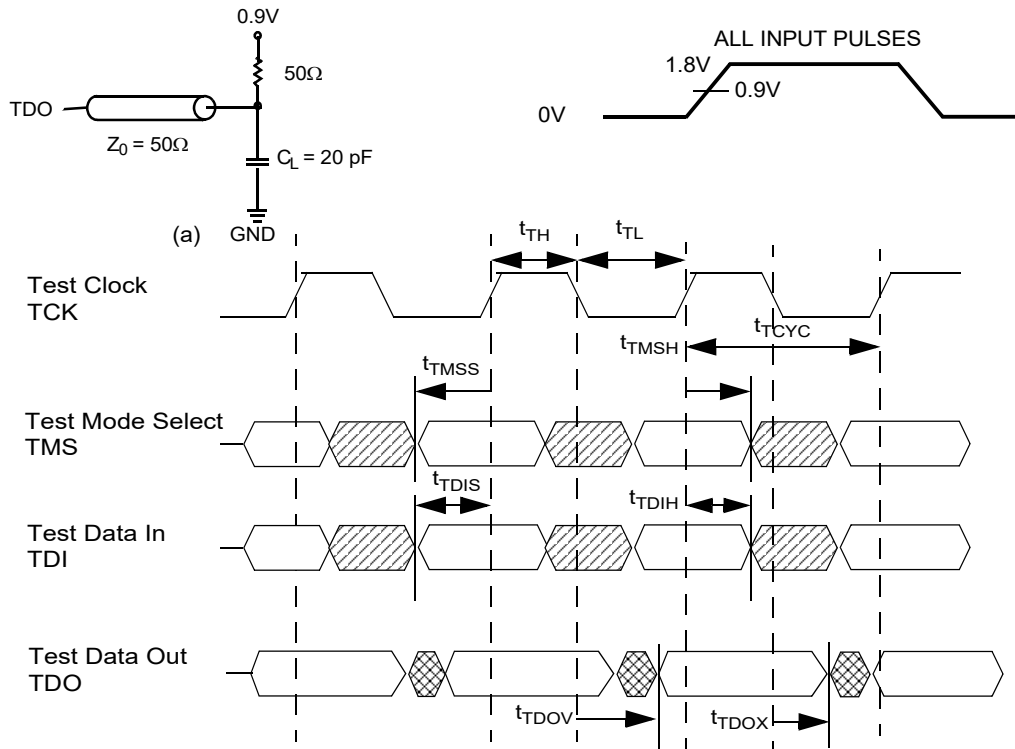 0.9V
ALL INPUT PULSES
50Ω
1.8V
0.9V
TDO
0V
Z0 = 50Ω
CL = 20 pF
(a)
GND
tTH
tTL
Test Clock
TCK
tTCYC
tTMSH
tTMSS
Test Mode Select
TMS
tTDIS
tTDIH
Test Data In
TDI
Test Data Out
TDO
tTDOV
tTDOX